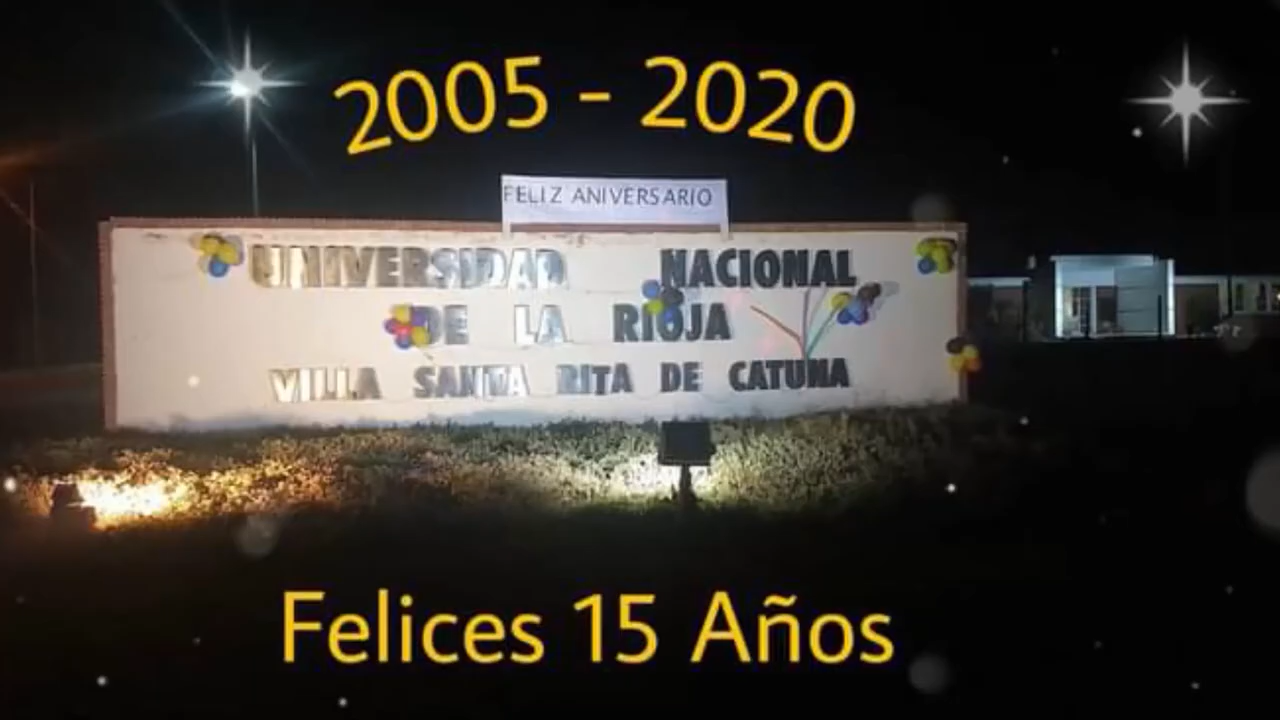 2005 - 2020
FELIZ ANIVERSARIO
UNIVERSIDAD NACIONAL
DE LA RIOJA
VILLA SANTA RITA DE CATUNA
Felices 15 Años